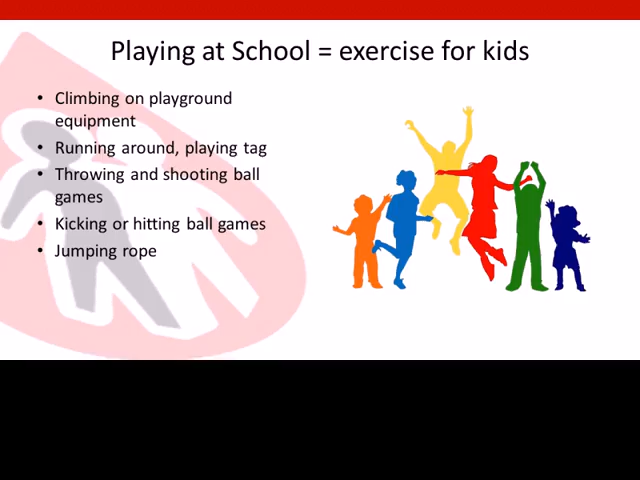 Playing at School = exercise for kids
• Climbing on playground
equipment
• Running around, playing tag
• Throwing and shooting ball
games
• Kicking or hitting ball games
• Jumping rope